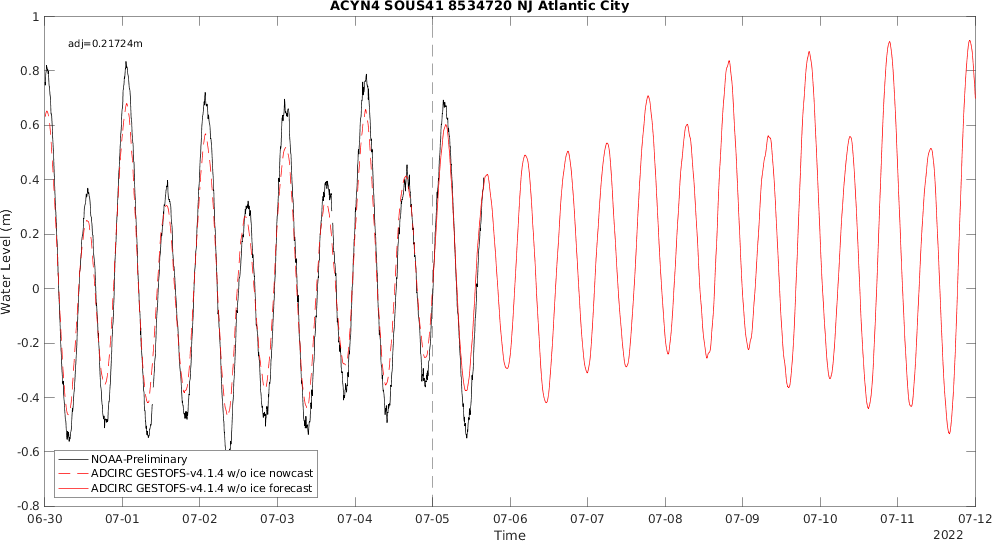 ACYN4 SOUS41 8534720 NJ Atlantic City
adj=0.21724m
1
0.8
0.6
0.4
0.2
0
-0.2
-0.4
-0.6
-0.8
Water Level (m)
NOAA-Preliminary
ADCIRC GESTOFS-v4.1.4 w/o ice nowcast
ADCIRC GESTOFS-v4.1.4 w/o ice forecast
06-30 07-01 07-02 07-03 07-04 07-05 07-06 07-07 07-08 07-09 07-10 07-11 07-12
Time
2022